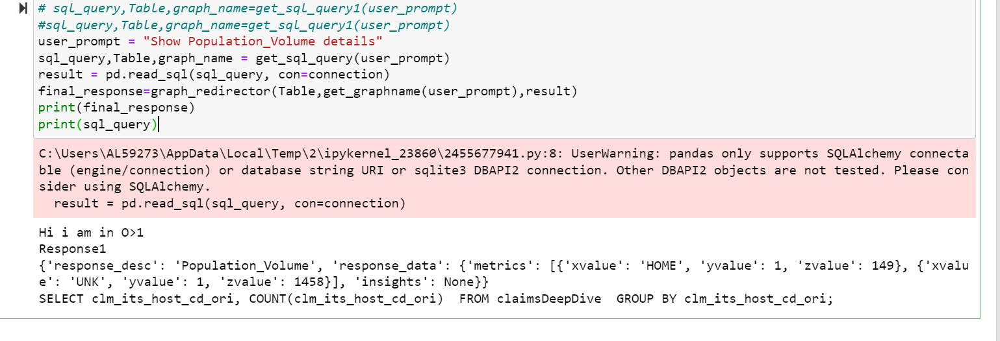 # sql_query,Table,graph_name=get_sql_query1(user_prompt)
#sql_query,Table,graph_name=get_sql_query1(user_prompt)
user_prompt = "Show Population_Volume details"
sql_query,Table,graph_name = get_sql_query(user_prompt)
result = pd.read_sql(sql_query, con=connection)
final_response=graph_redirector(Table,get_graphname(user_prompt),result)
print(final_response)
print(sql_query)
C:\Users\AL59273\AppData\Local\Temp\2\ipykernel_23860\2455677941.py:8: UserWarning: pandas only supports SQLAlchemy connecta
ble (engine/connection) or database string URI or sqlite3 DBAPI2 connection. Other DBAPI2 objects are not tested. Please con
sider using SQLAlchemy.
  result = pd.read_sql(sql_query, con=connection)
Hi i am in O>1
Response1
{'response_desc': 'Population_Volume', 'response_data': {'metrics': [{'xvalue': 'HOME', 'yvalue': 1, 'zvalue': 149}, {'xvalu
e': 'UNK', 'yvalue': 1, 'zvalue': 1458}], 'insights': None}}
SELECT clm_its_host_cd_ori, COUNT(clm_its_host_cd_ori)  FROM claimsDeepDive  GROUP BY clm_its_host_cd_ori;